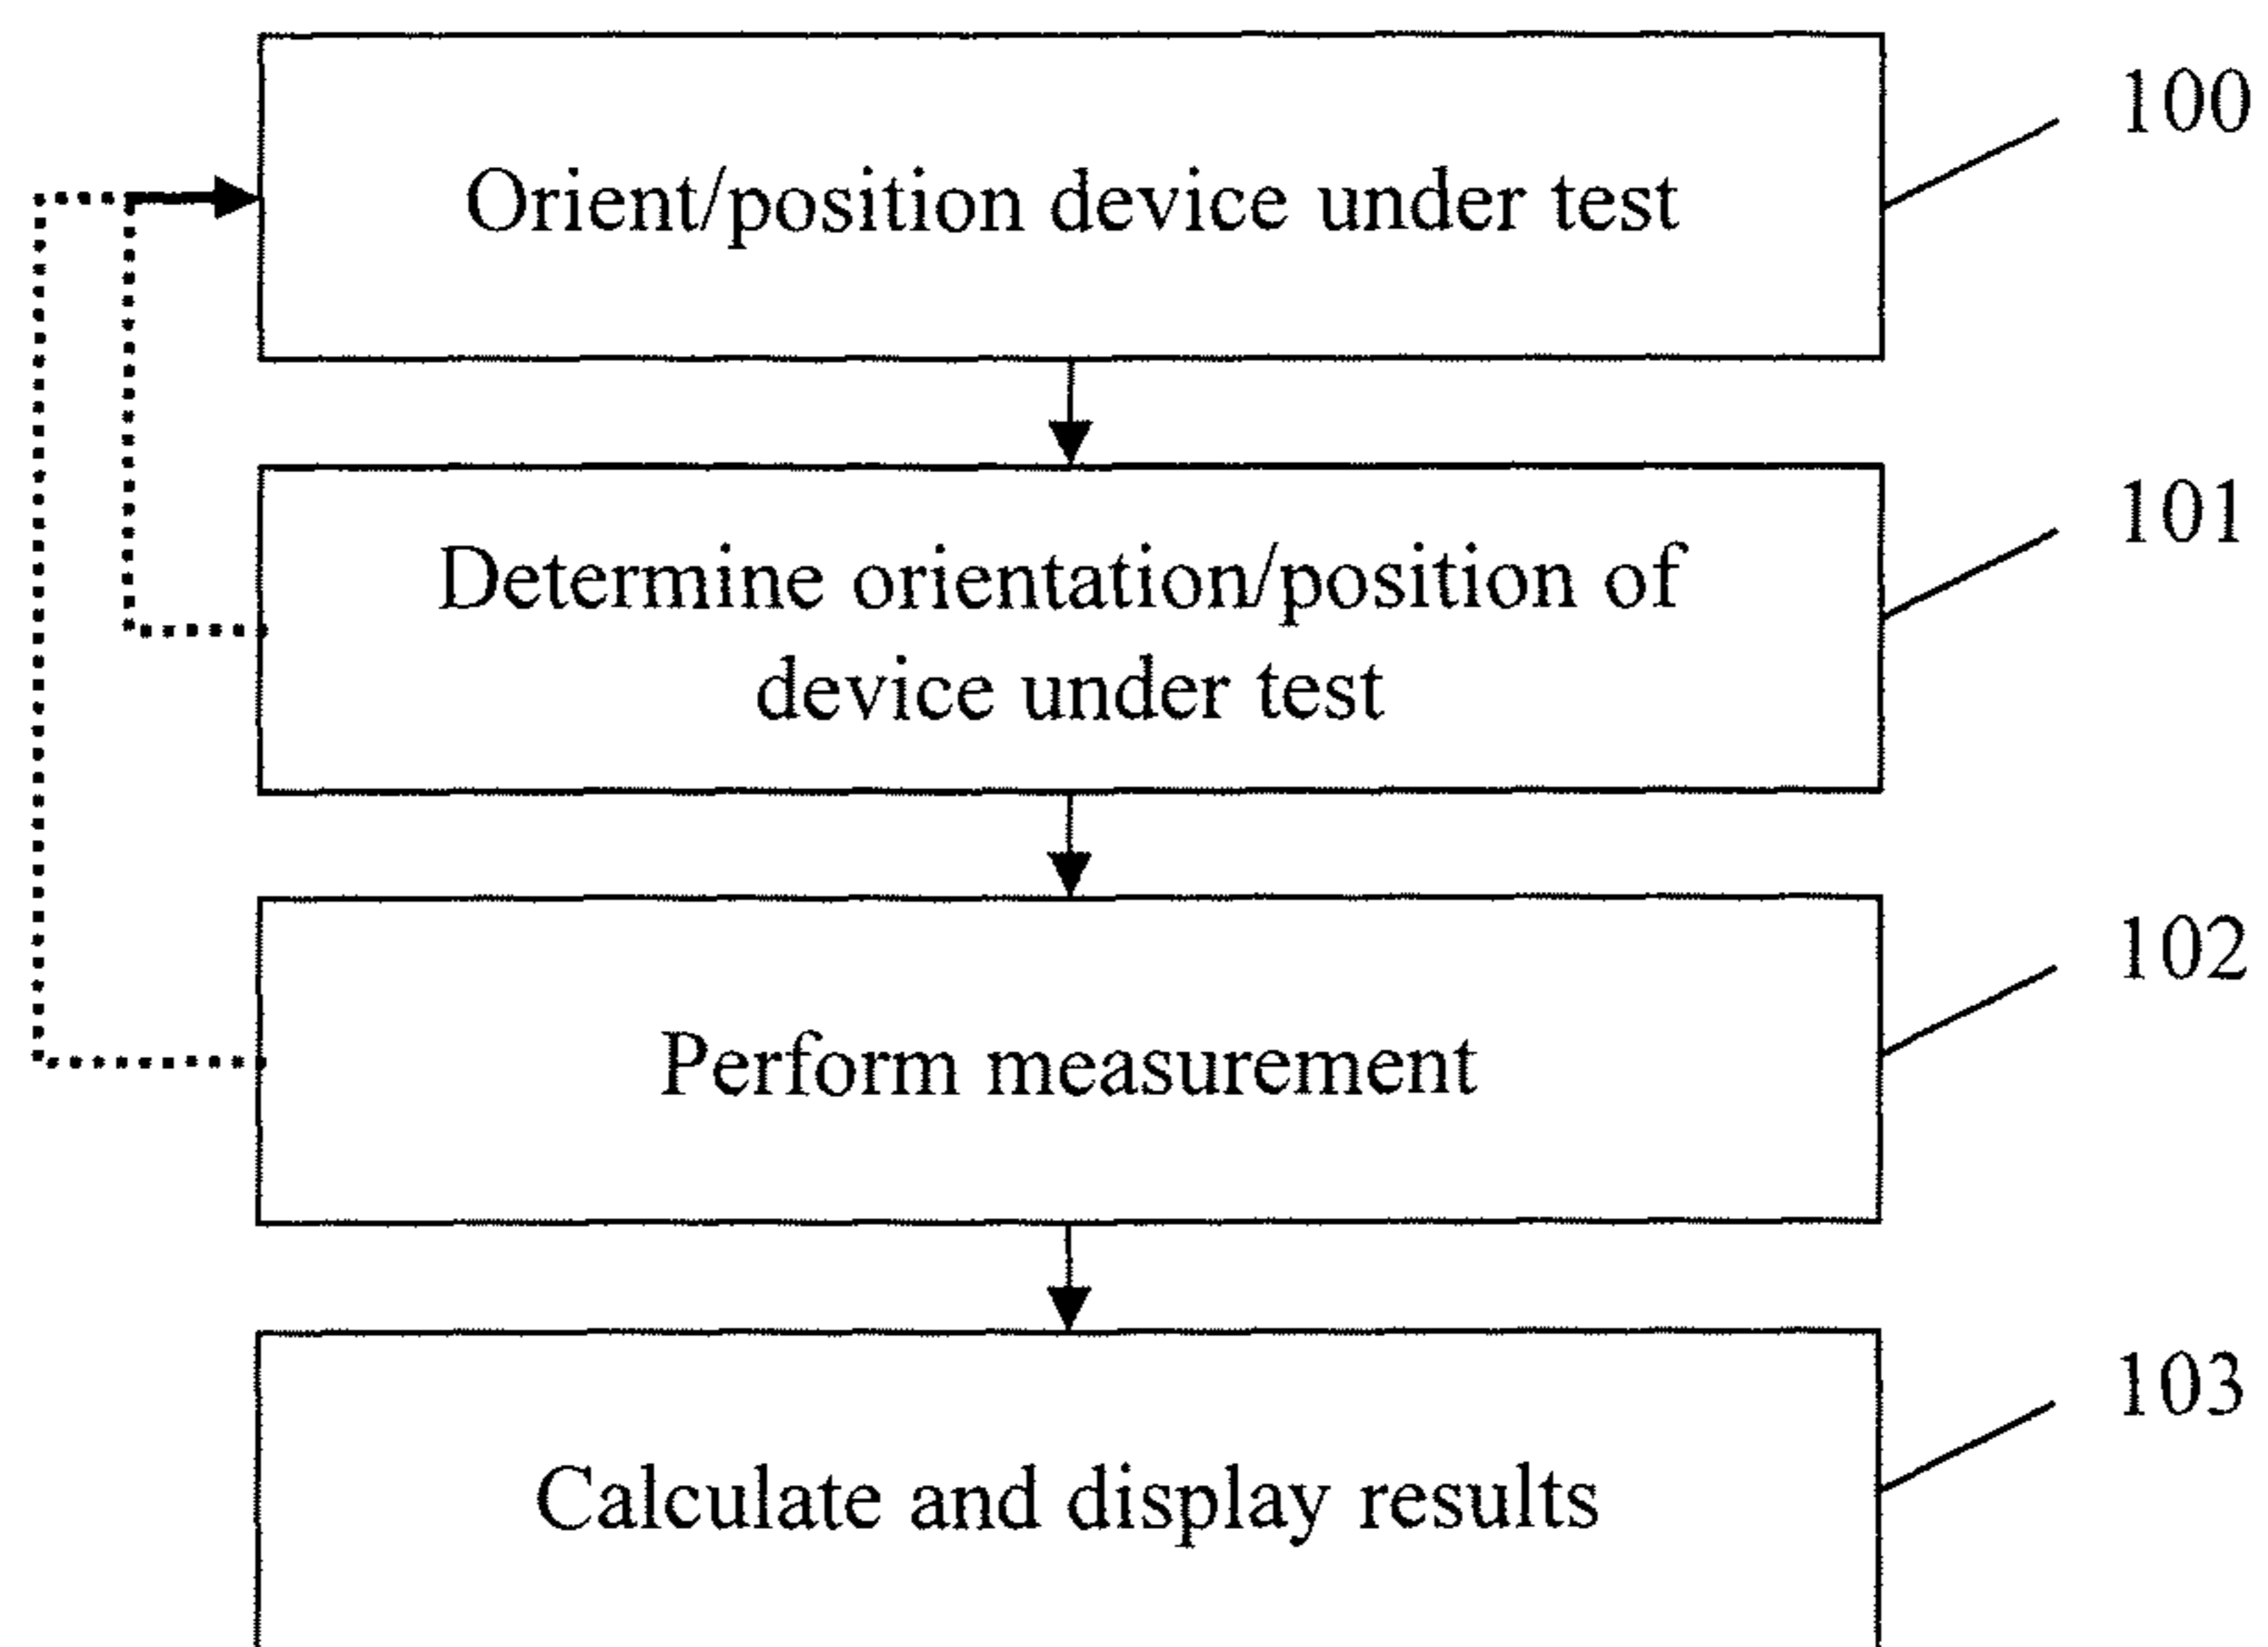 100
Orient/position device under test
101
Determine orientation/position of
device under test
102
Perform measurement
103
Calculate and display results